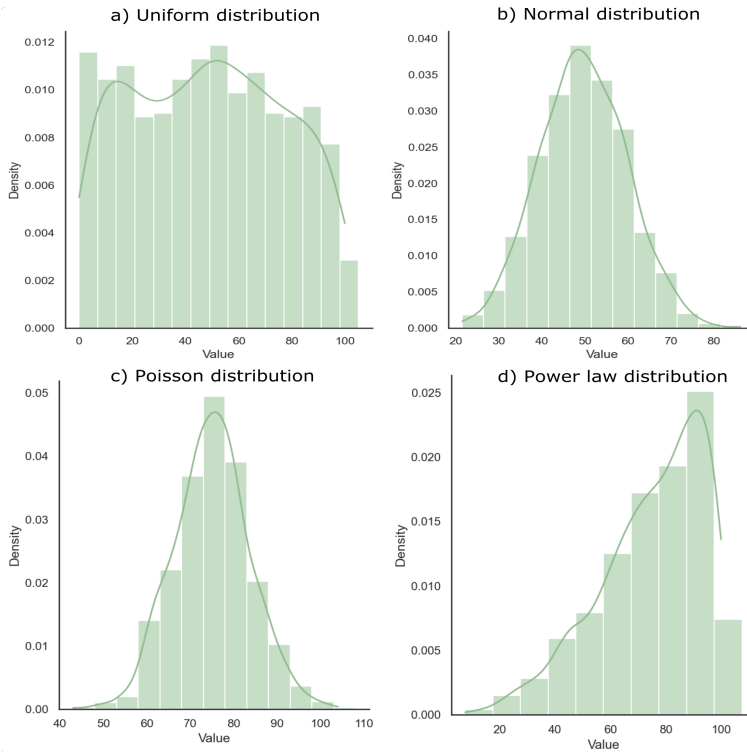 a) Uniform distribution
0.012
0.010
0.008
0.006
0.004
0.002
0.000
Density
0 20 40 60 80 100
Value
b) Normal distribution
0.040
0.035
0.030
0.025
0.020
0.015
0.010
0.005
0.000
Density
20 30 40 50 60 70 80
Value
c) Poisson distribution
0.05
0.04
0.03
0.02
0.01
0.00
Density
40 50 60 70 80 90 100 110
Value
d) Power law distribution
0.025
0.020
0.015
0.010
0.005
0.000
Density
20 40 60 80 100
Value